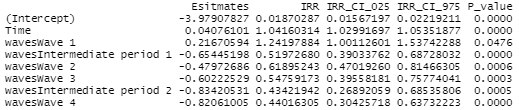 Esitmates IRR IRR_CI_025 IRR_CI_975 P_value
(Intercept) -3.97907827 0.01870287 0.01567197 0.02219211 0.0000
Time 0.04076101 1.04160314 1.02991697 1.05351877 0.0000
wavesWave 1 0.21670594 1.24197884 1.00112601 1.53742288 0.0476
wavesIntermediate period 1 -0.65445198 0.51972680 0.39033762 0.68728032 0.0000
wavesWave 2 -0.47972686 0.61895243 0.47019260 0.81466305 0.0006
wavesWave 3 -0.60222529 0.54759173 0.39558181 0.75774041 0.0003
wavesIntermediate period 2 -0.83420531 0.43421942 0.26892059 0.68535806 0.0005
wavesWave 4 -0.82061005 0.44016305 0.30425718 0.63732223 0.0000